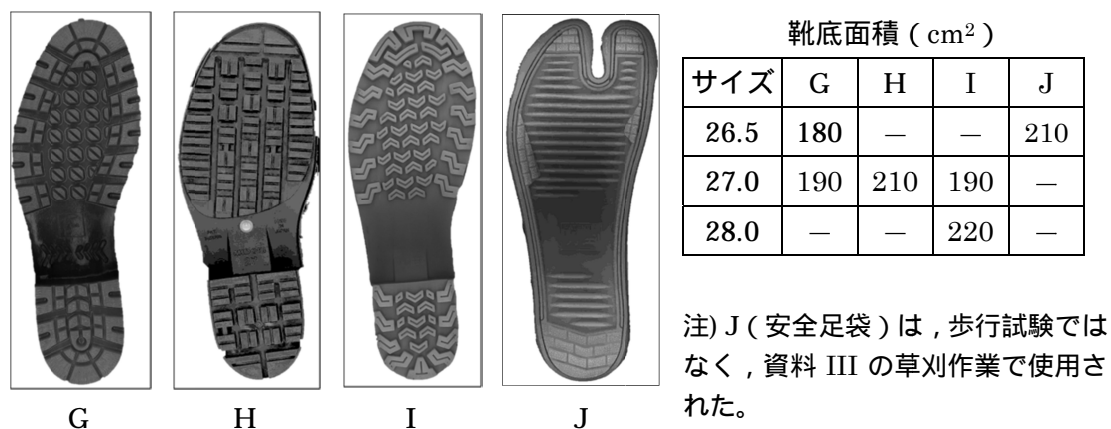 靴底面積 ( cm² )
サイズ G H I J
26.5 180 － － 210
27.0 190 210 190 －
28.0 － － 220 －
注) J ( 安全足袋 ) は , 歩行試験では
なく , 資料 III の草刈作業で使用さ
れた。
G H I J